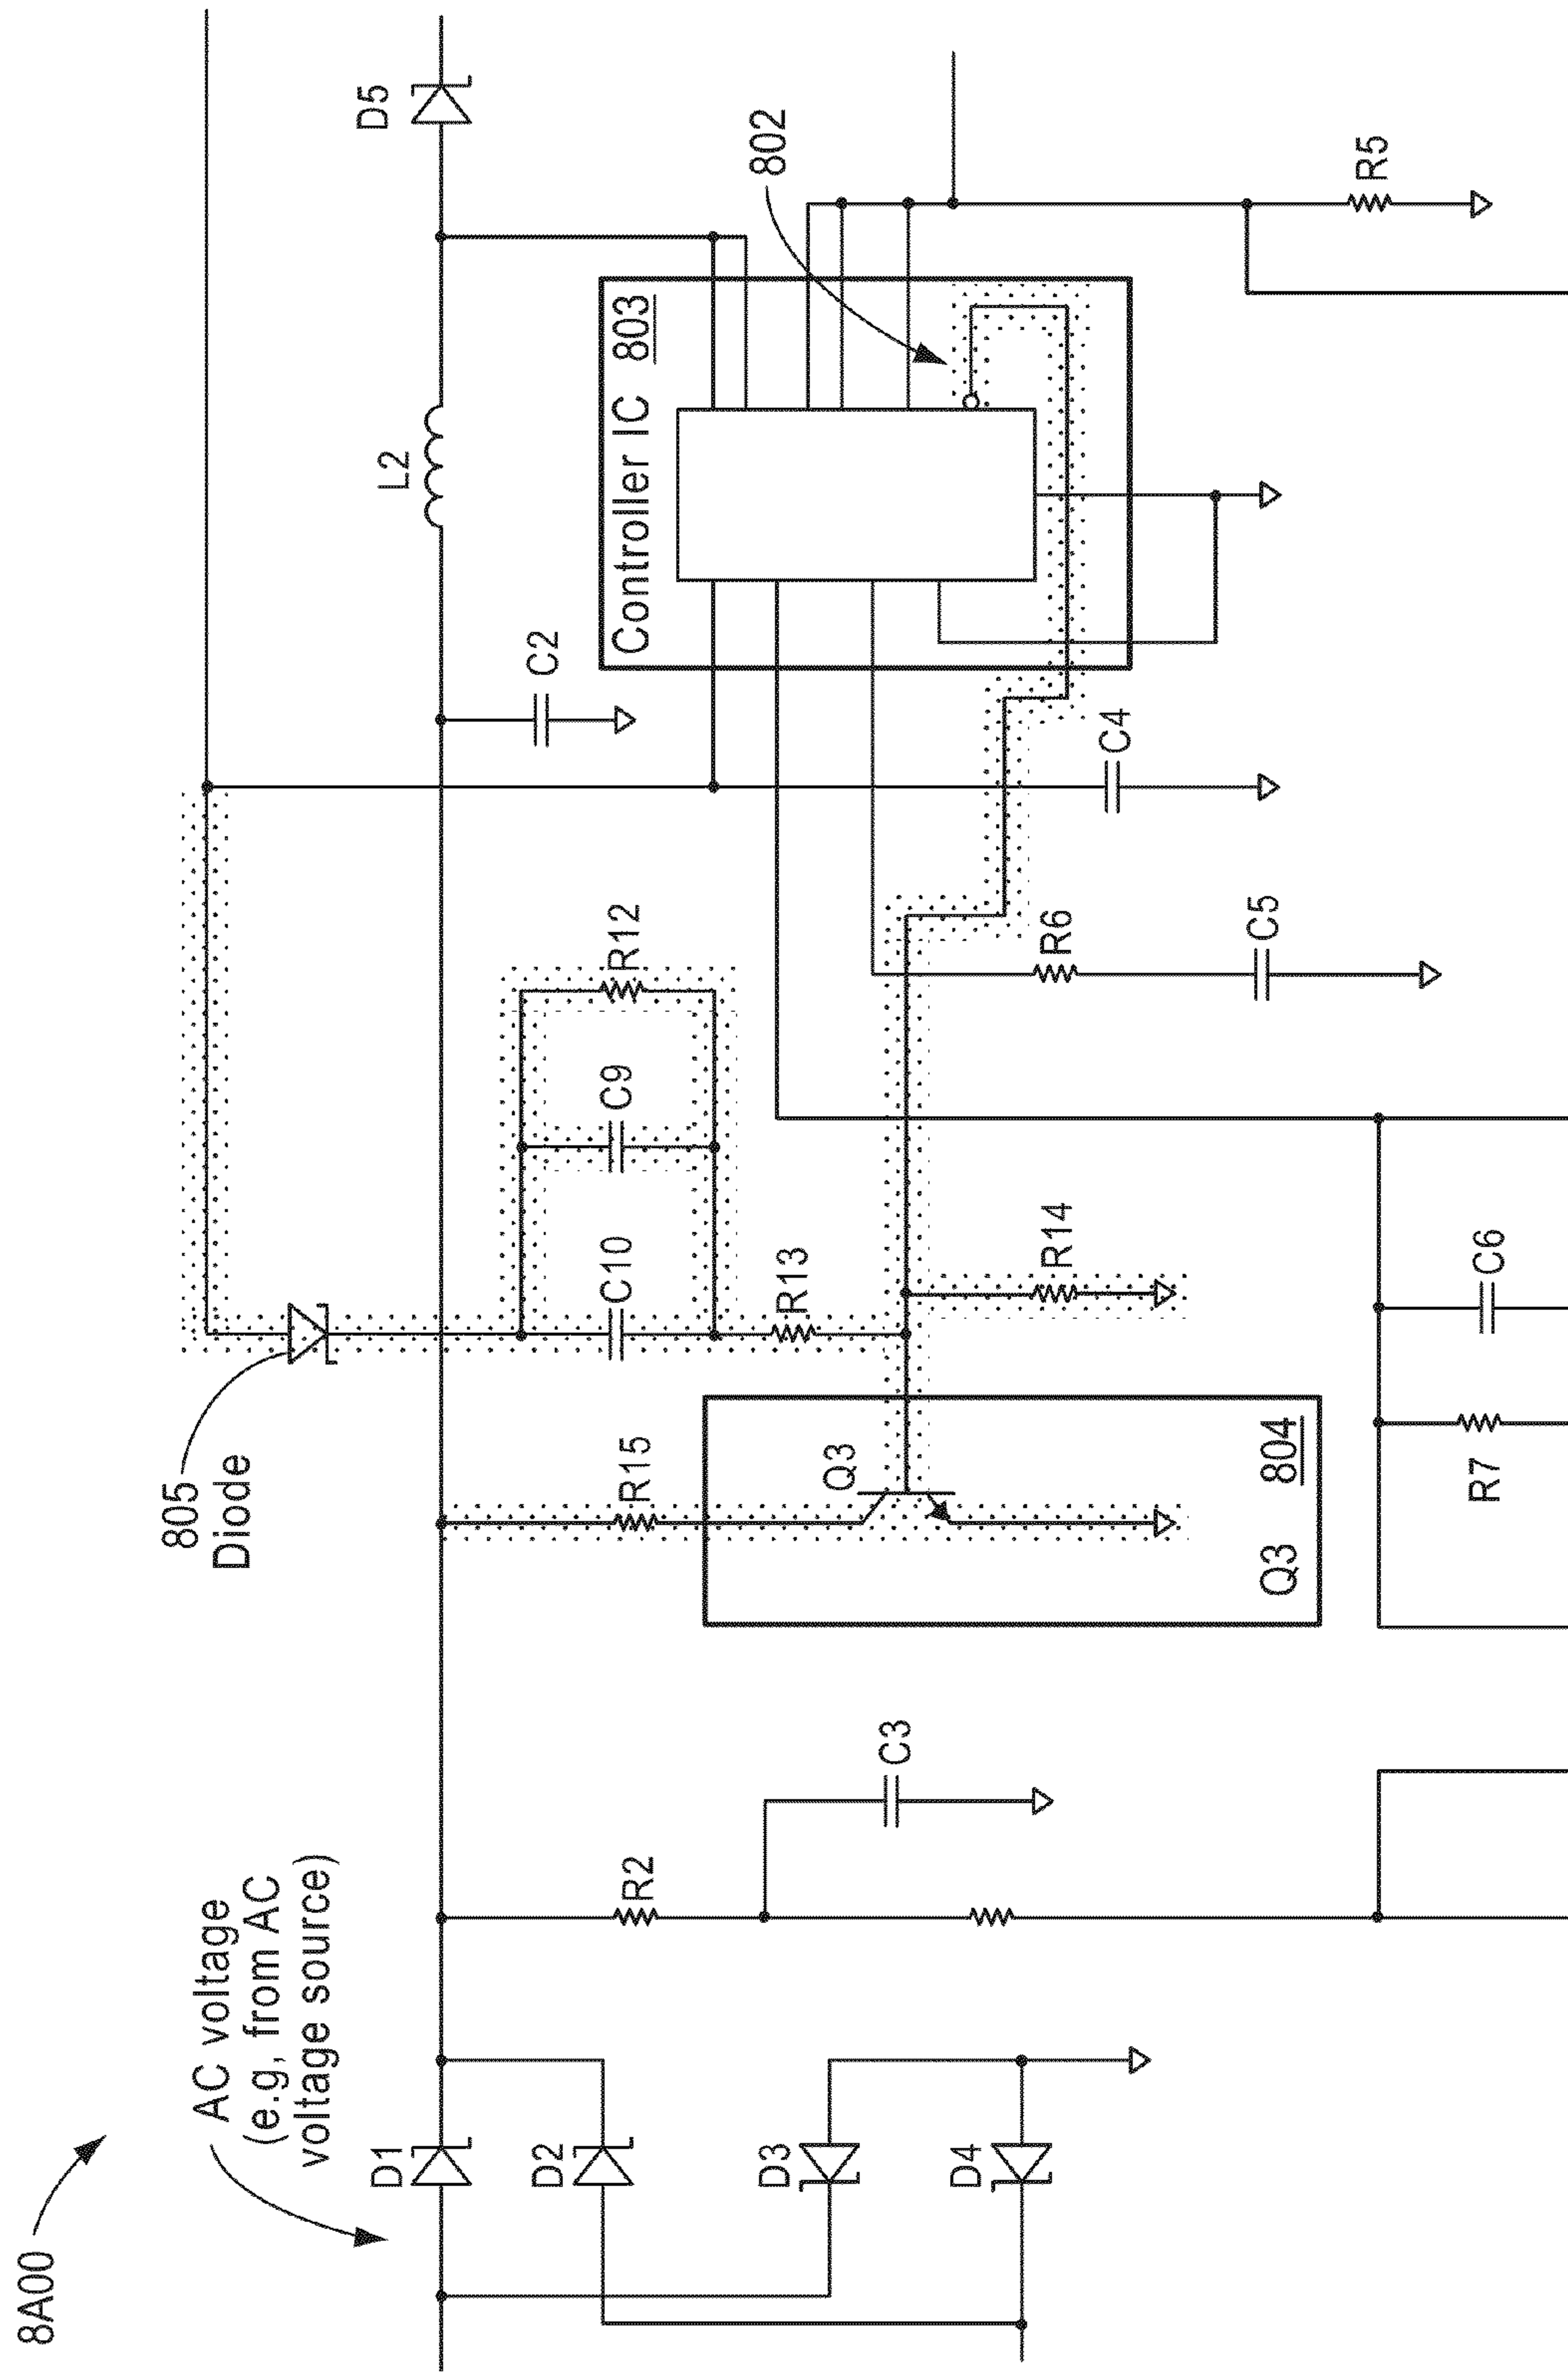 8A00
AC voltage
(e.g, from AC
voltage source)
805
Diode
D1
D2
D3
D4
R2
C3
R15
Q3
Q3
804
R13
C10
C9
R12
R14
R7
C6
R6
C5
C4
C2
L2
D5
Controller IC 803
802
R5